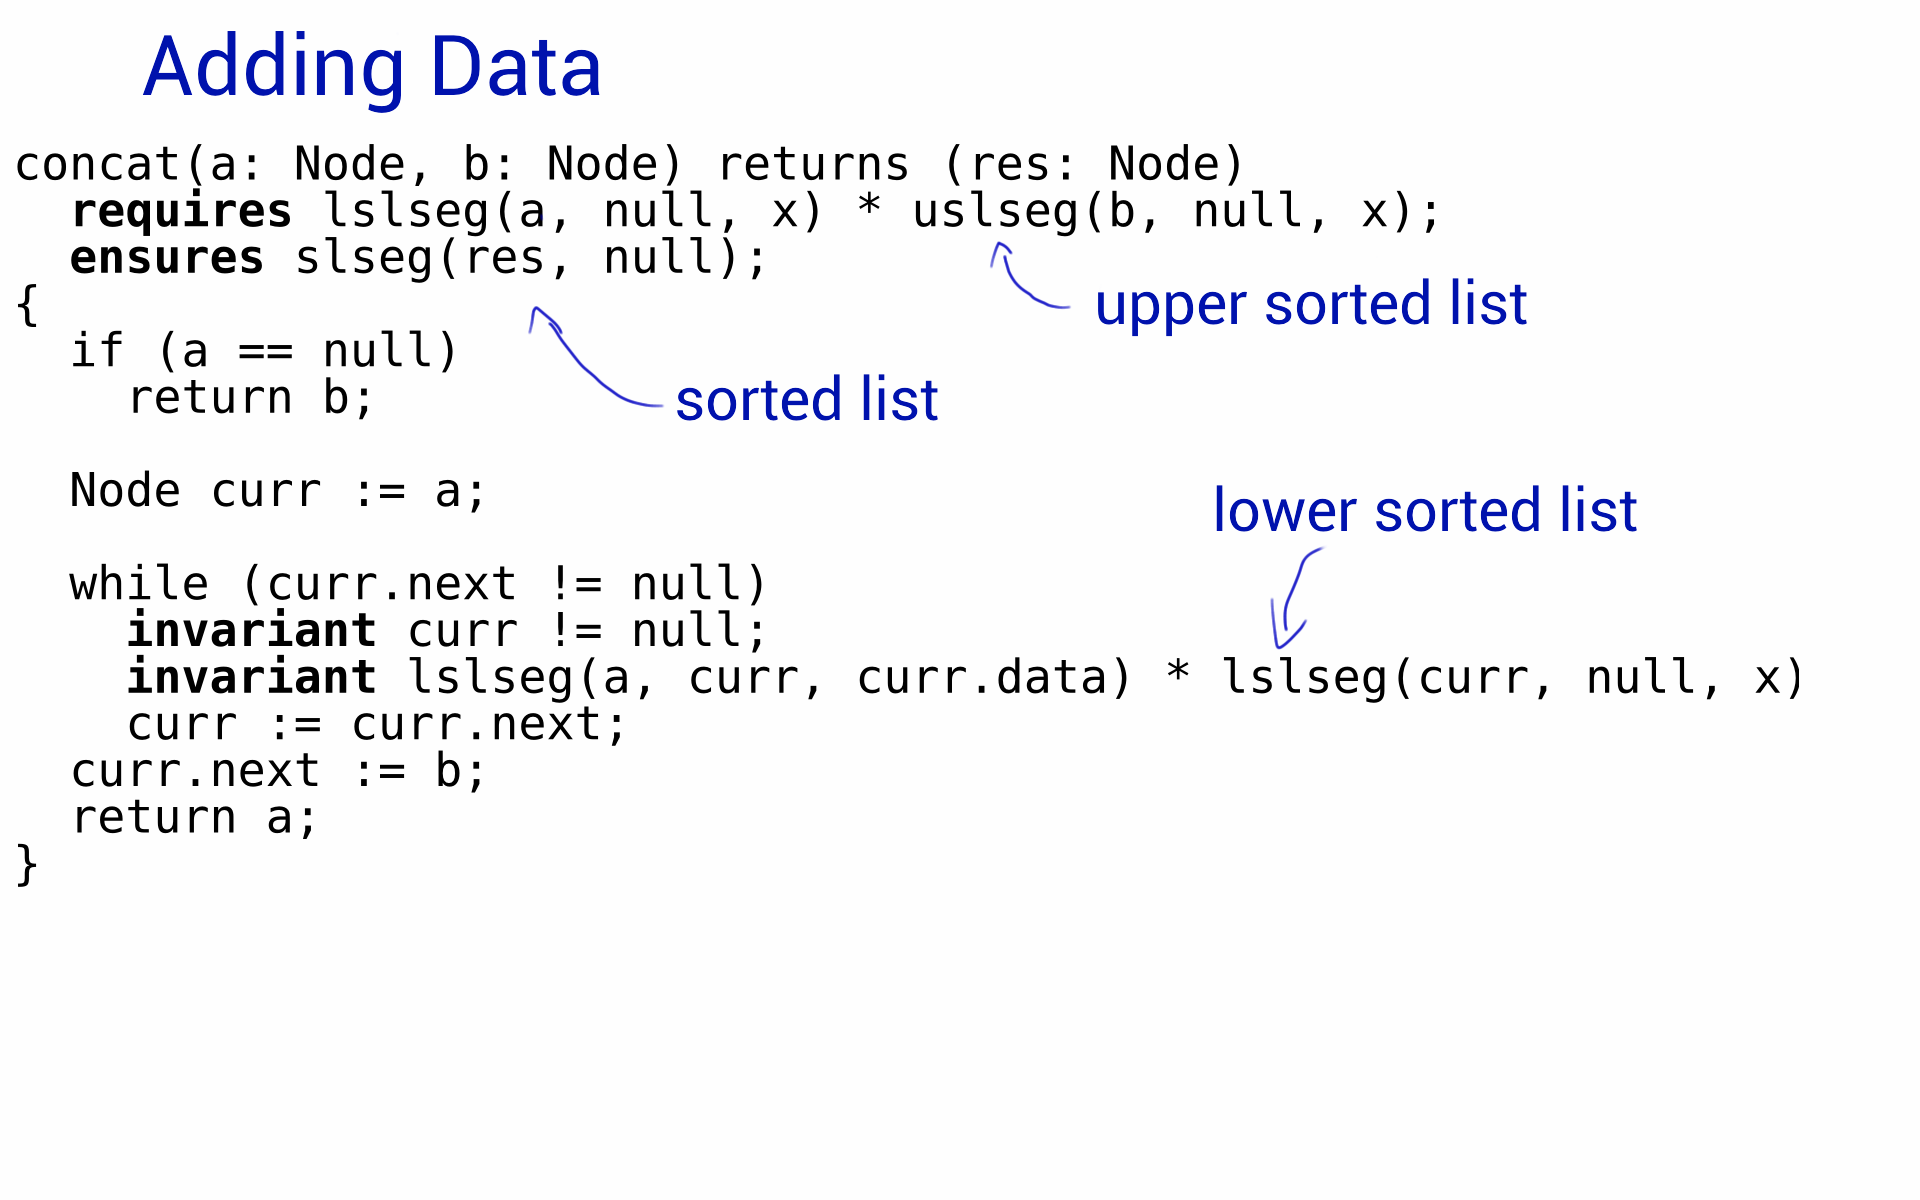 Adding Data
concat(a: Node, b: Node) returns (res: Node)
requires lslseg(a, null, x) * uslseg(b, null, x);
ensures slseg(res, null);
{
upper sorted list
if (a == null)
return b;
sorted list
Node curr := a;
lower sorted list
while (curr.next != null)
invariant curr != null;
invariant lslseg(a, curr, curr.data) * lslseg(curr, null, x)
curr := curr.next;
curr.next := b;
return a;
}